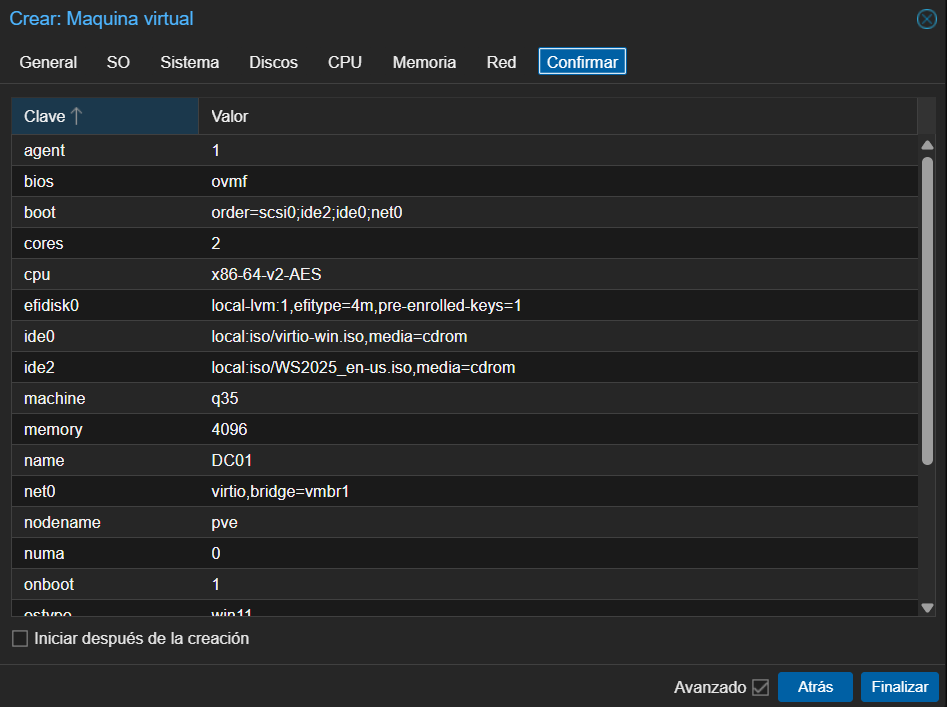 Crear: Maquina virtual
General SO Sistema Discos CPU Memoria Red Confirmar
Clave ↑ Valor
agent 1
bios ovmf
boot order=scsi0;ide2;ide0;net0
cores 2
cpu x86-64-v2-AES
efidisk0 local-lvm:1,efitype=4m,pre-enrolled-keys=1
ide0 local:iso/virtio-win.iso,media=cdrom
ide2 local:iso/WS2025_en-us.iso,media=cdrom
machine q35
memory 4096
name DC01
net0 virtio,bridge=vmbr1
nodename pve
numa 0
onboot 1
ostype win11
Iniciar después de la creación
Avanzado Atrás Finalizar